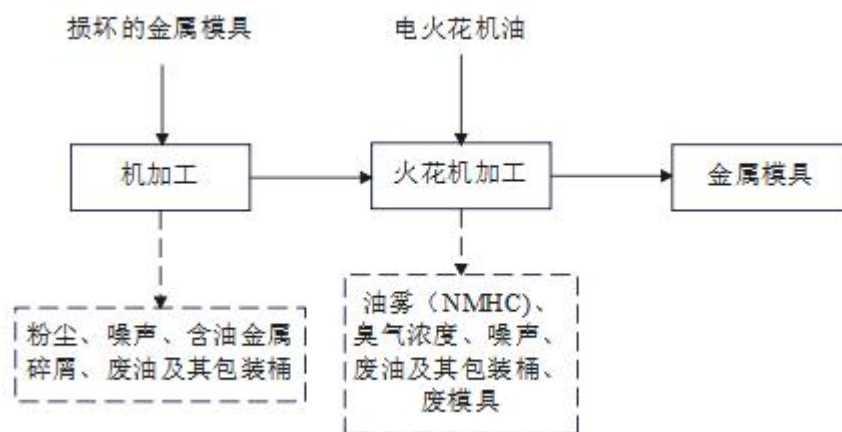 损坏的金属模具
电火花机油
机加工
火花机加工
金属模具
粉尘、噪声、含油金属
碎屑、废油及其包装桶
油雾（NMHC)、
臭气浓度、噪声、
废油及其包装桶、
废模具